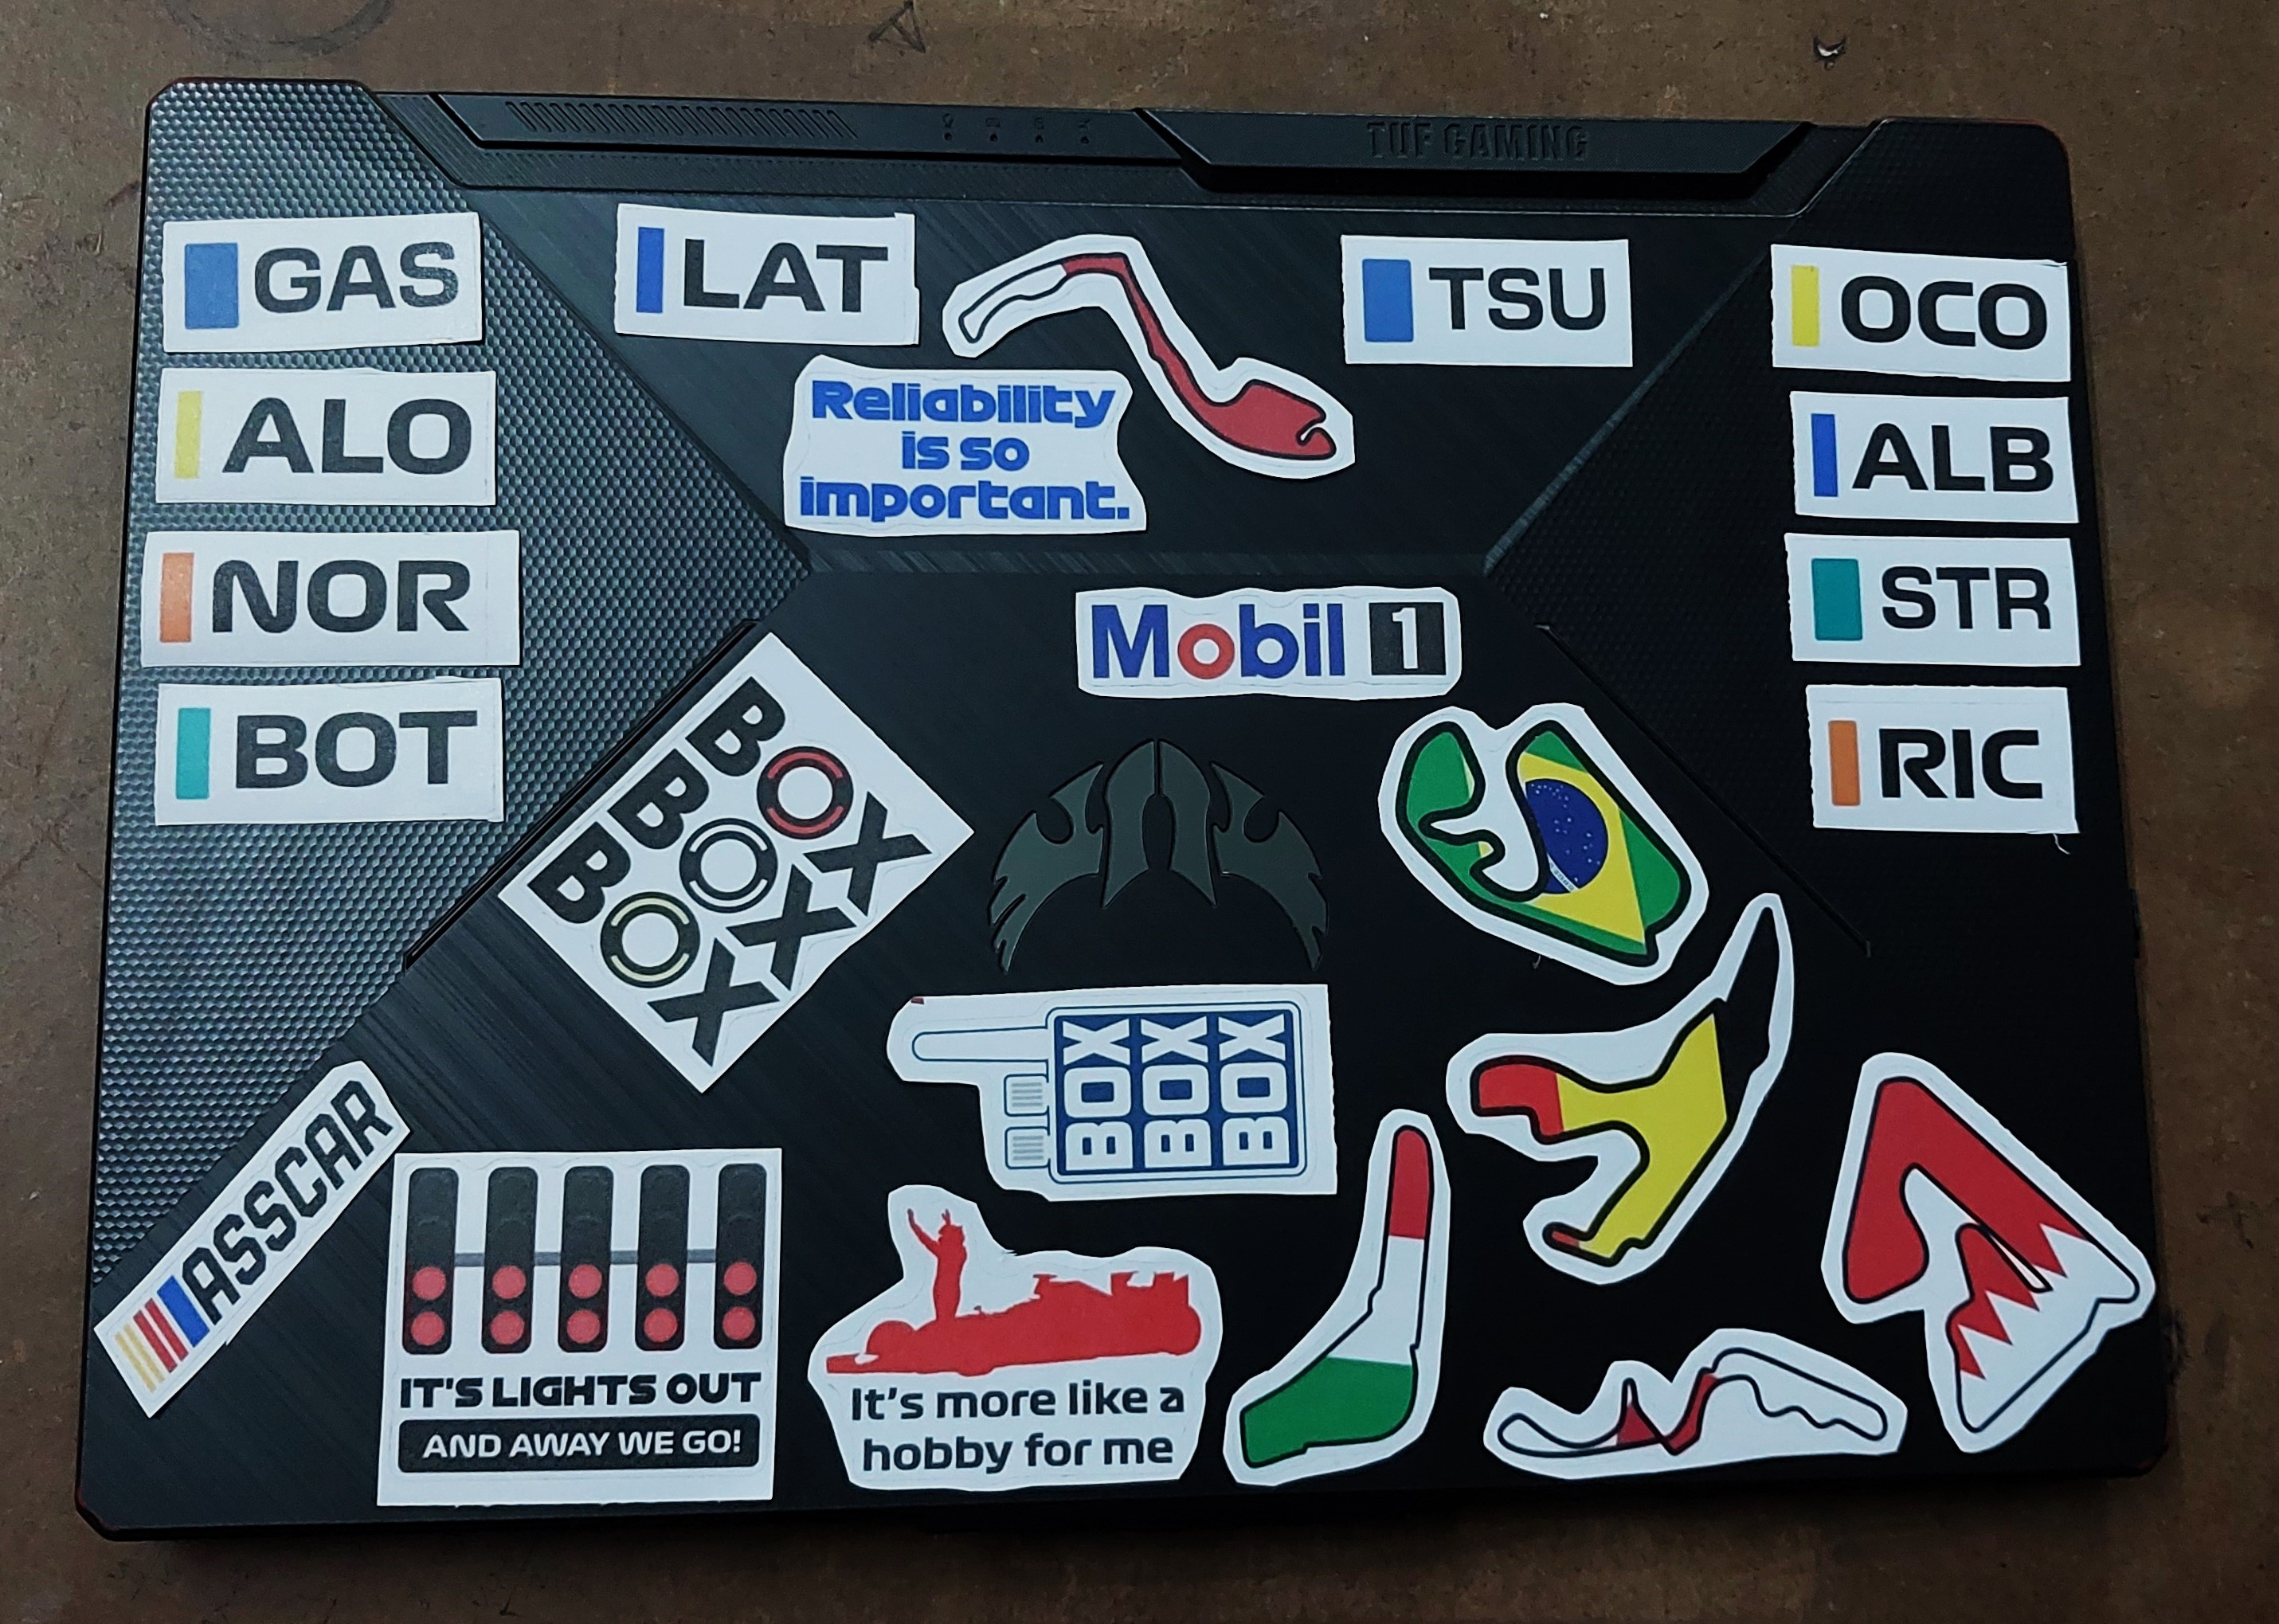 TUF GAMING
GAS
LAT
TSU
OCO
ALO
Reliability
is so
important.
ALB
NOR
Mobil 1
STR
BOT
RIC
BOX
BOX
BOX
BOX
BOX
BOX
ASSCAR
IT'S LIGHTS OUT
AND AWAY WE GO!
It's more like a
hobby for me